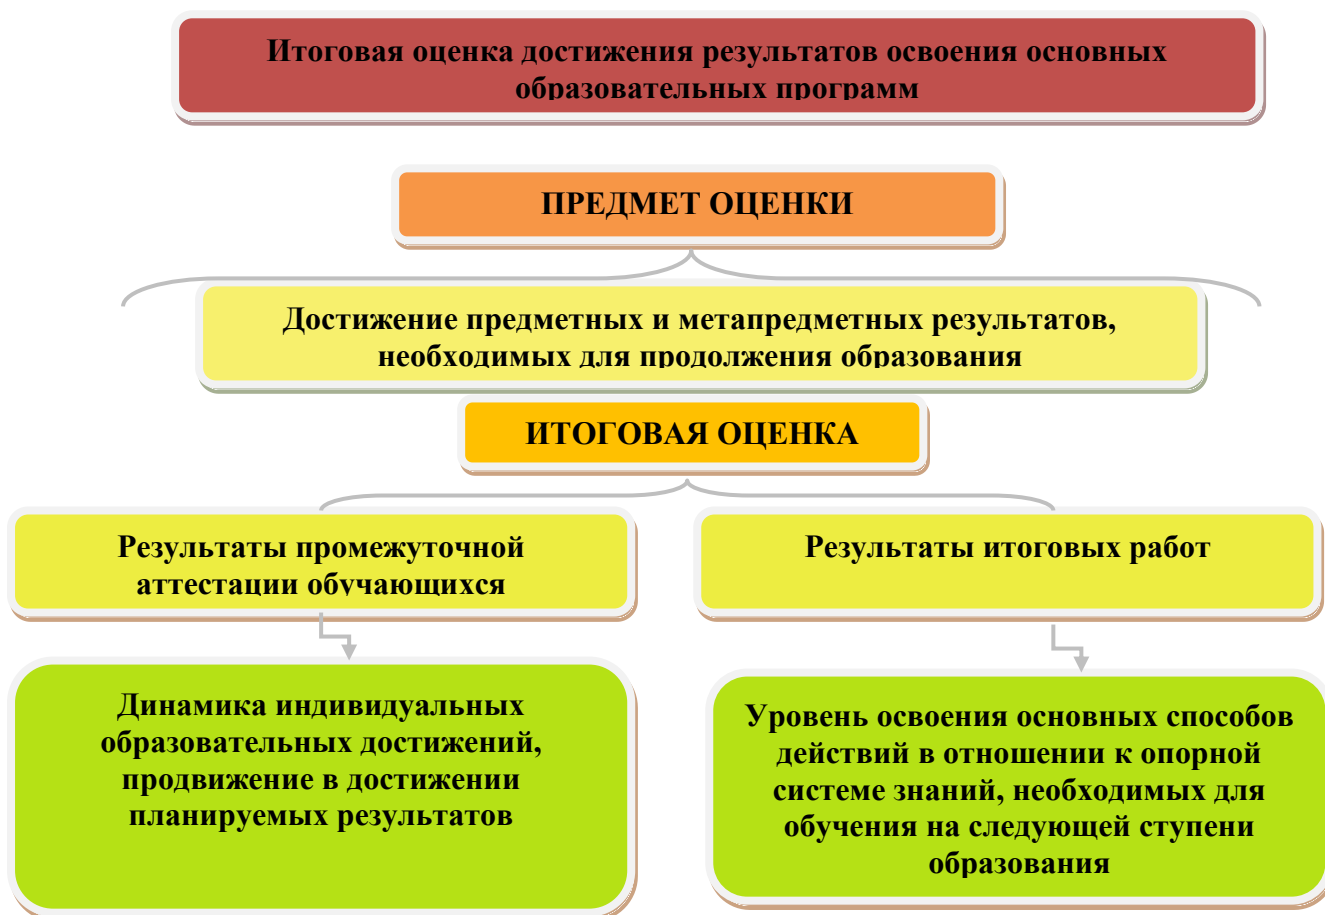 Итоговая оценка достижения результатов освоения основных
образовательных программ
ПРЕДМЕТ ОЦЕНКИ
Достижение предметных и метапредметных результатов,
необходимых для продолжения образования
ИТОГОВАЯ ОЦЕНКА
Результаты промежуточной
аттестации обучающихся
Результаты итоговых работ
Динамика индивидуальных
образовательных достижений,
продвижение в достижении
планируемых результатов
Уровень освоения основных способов
действий в отношении к опорной
системе знаний, необходимых для
обучения на следующей ступени
образования